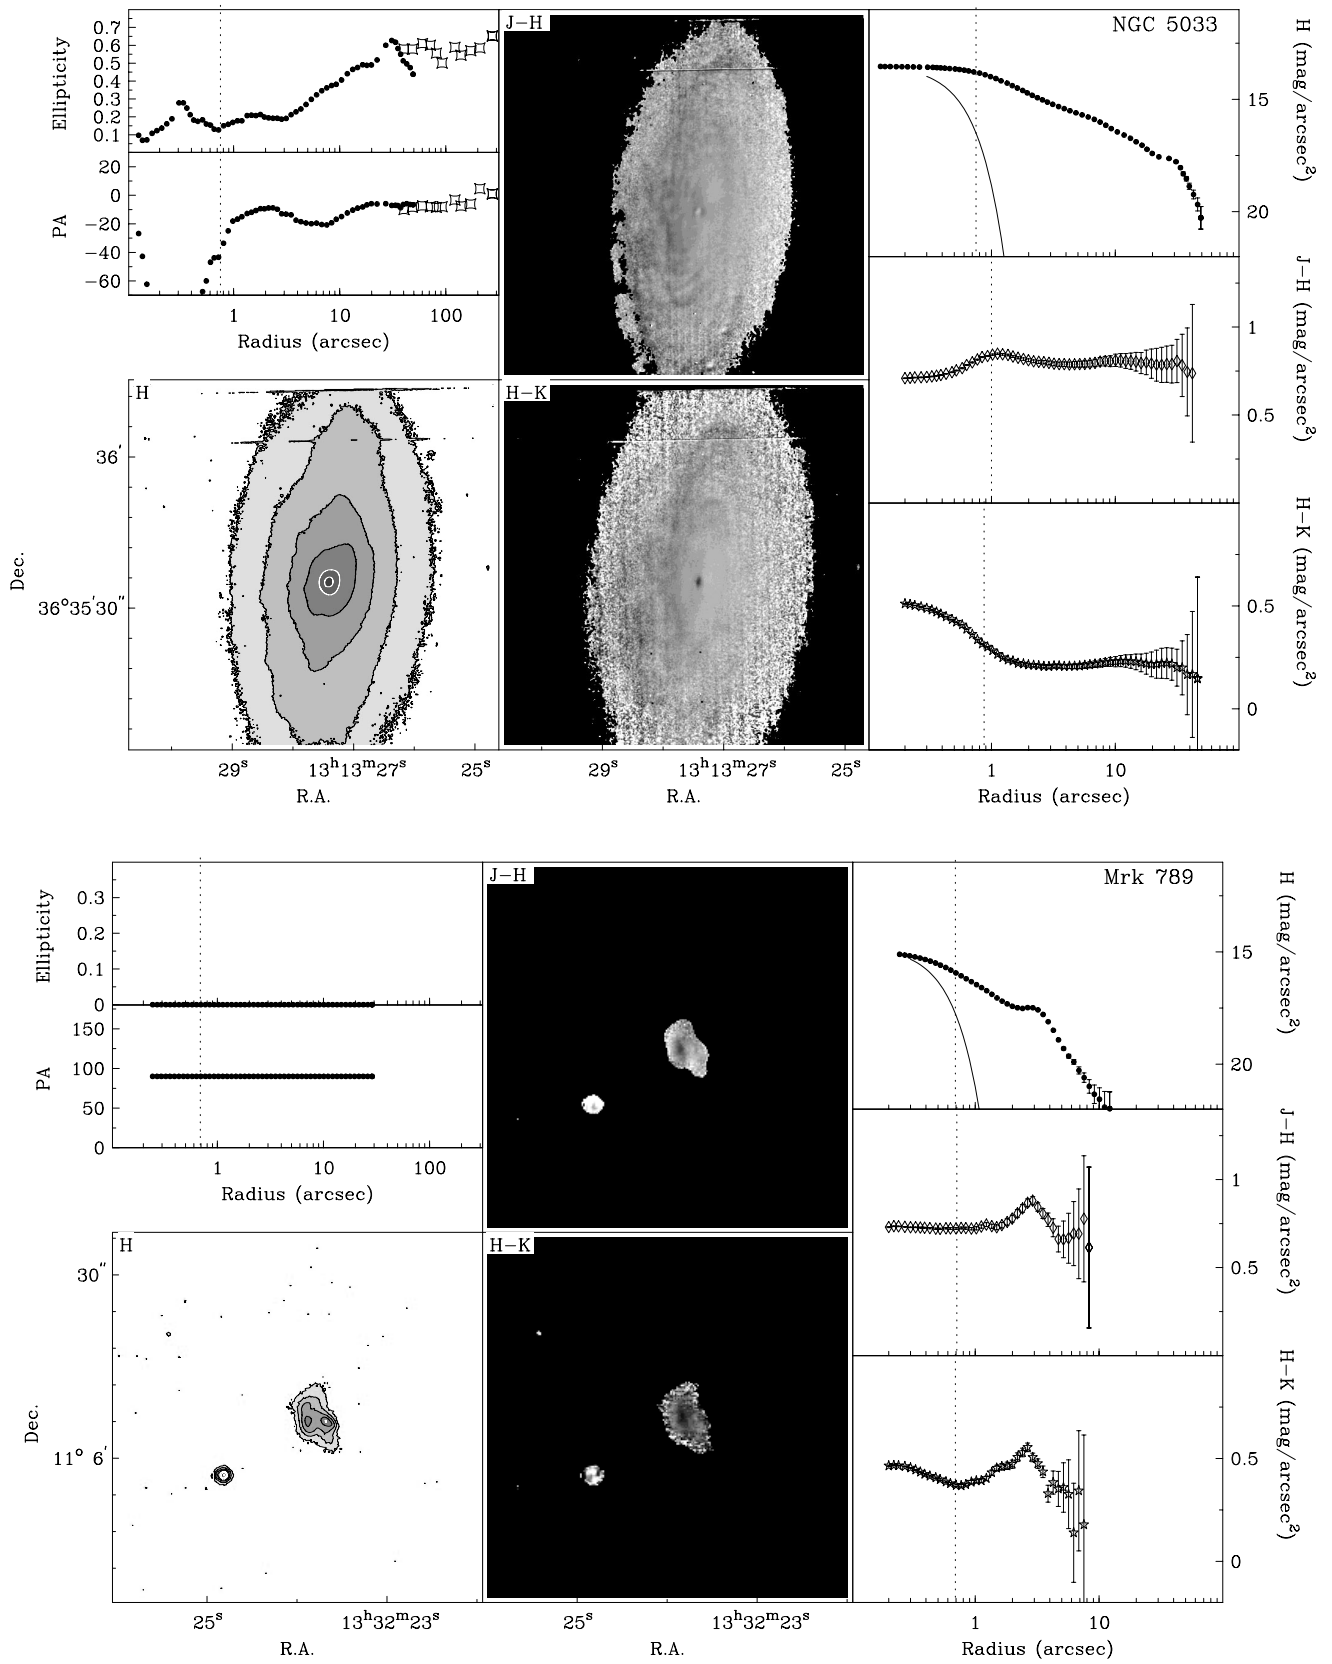 NGC 5033
Ellipticity
0.7
0.6
0.5
0.4
0.3
0.2
0.1
PA
20
0
−20
−40
−60
1 10 100
Radius (arcsec)
J−H
H (mag/arcsec²)
15
20
J−H (mag/arcsec²)
1
0.5
H
Dec.
36′
36°35′30″
29ˢ 13ʰ13ᵐ27ˢ 25ˢ
R.A.
H−K
29ˢ 13ʰ13ᵐ27ˢ 25ˢ
R.A.
H−K (mag/arcsec²)
0.5
0
1 10
Radius (arcsec)
Mrk 789
Ellipticity
0.3
0.2
0.1
0
PA
150
100
50
0
1 10 100
Radius (arcsec)
J−H
H (mag/arcsec²)
15
20
J−H (mag/arcsec²)
1
0.5
H
Dec.
30″
11° 6′
25ˢ 13ʰ32ᵐ23ˢ
R.A.
H−K
25ˢ 13ʰ32ᵐ23ˢ
R.A.
H−K (mag/arcsec²)
0.5
0
1 10
Radius (arcsec)